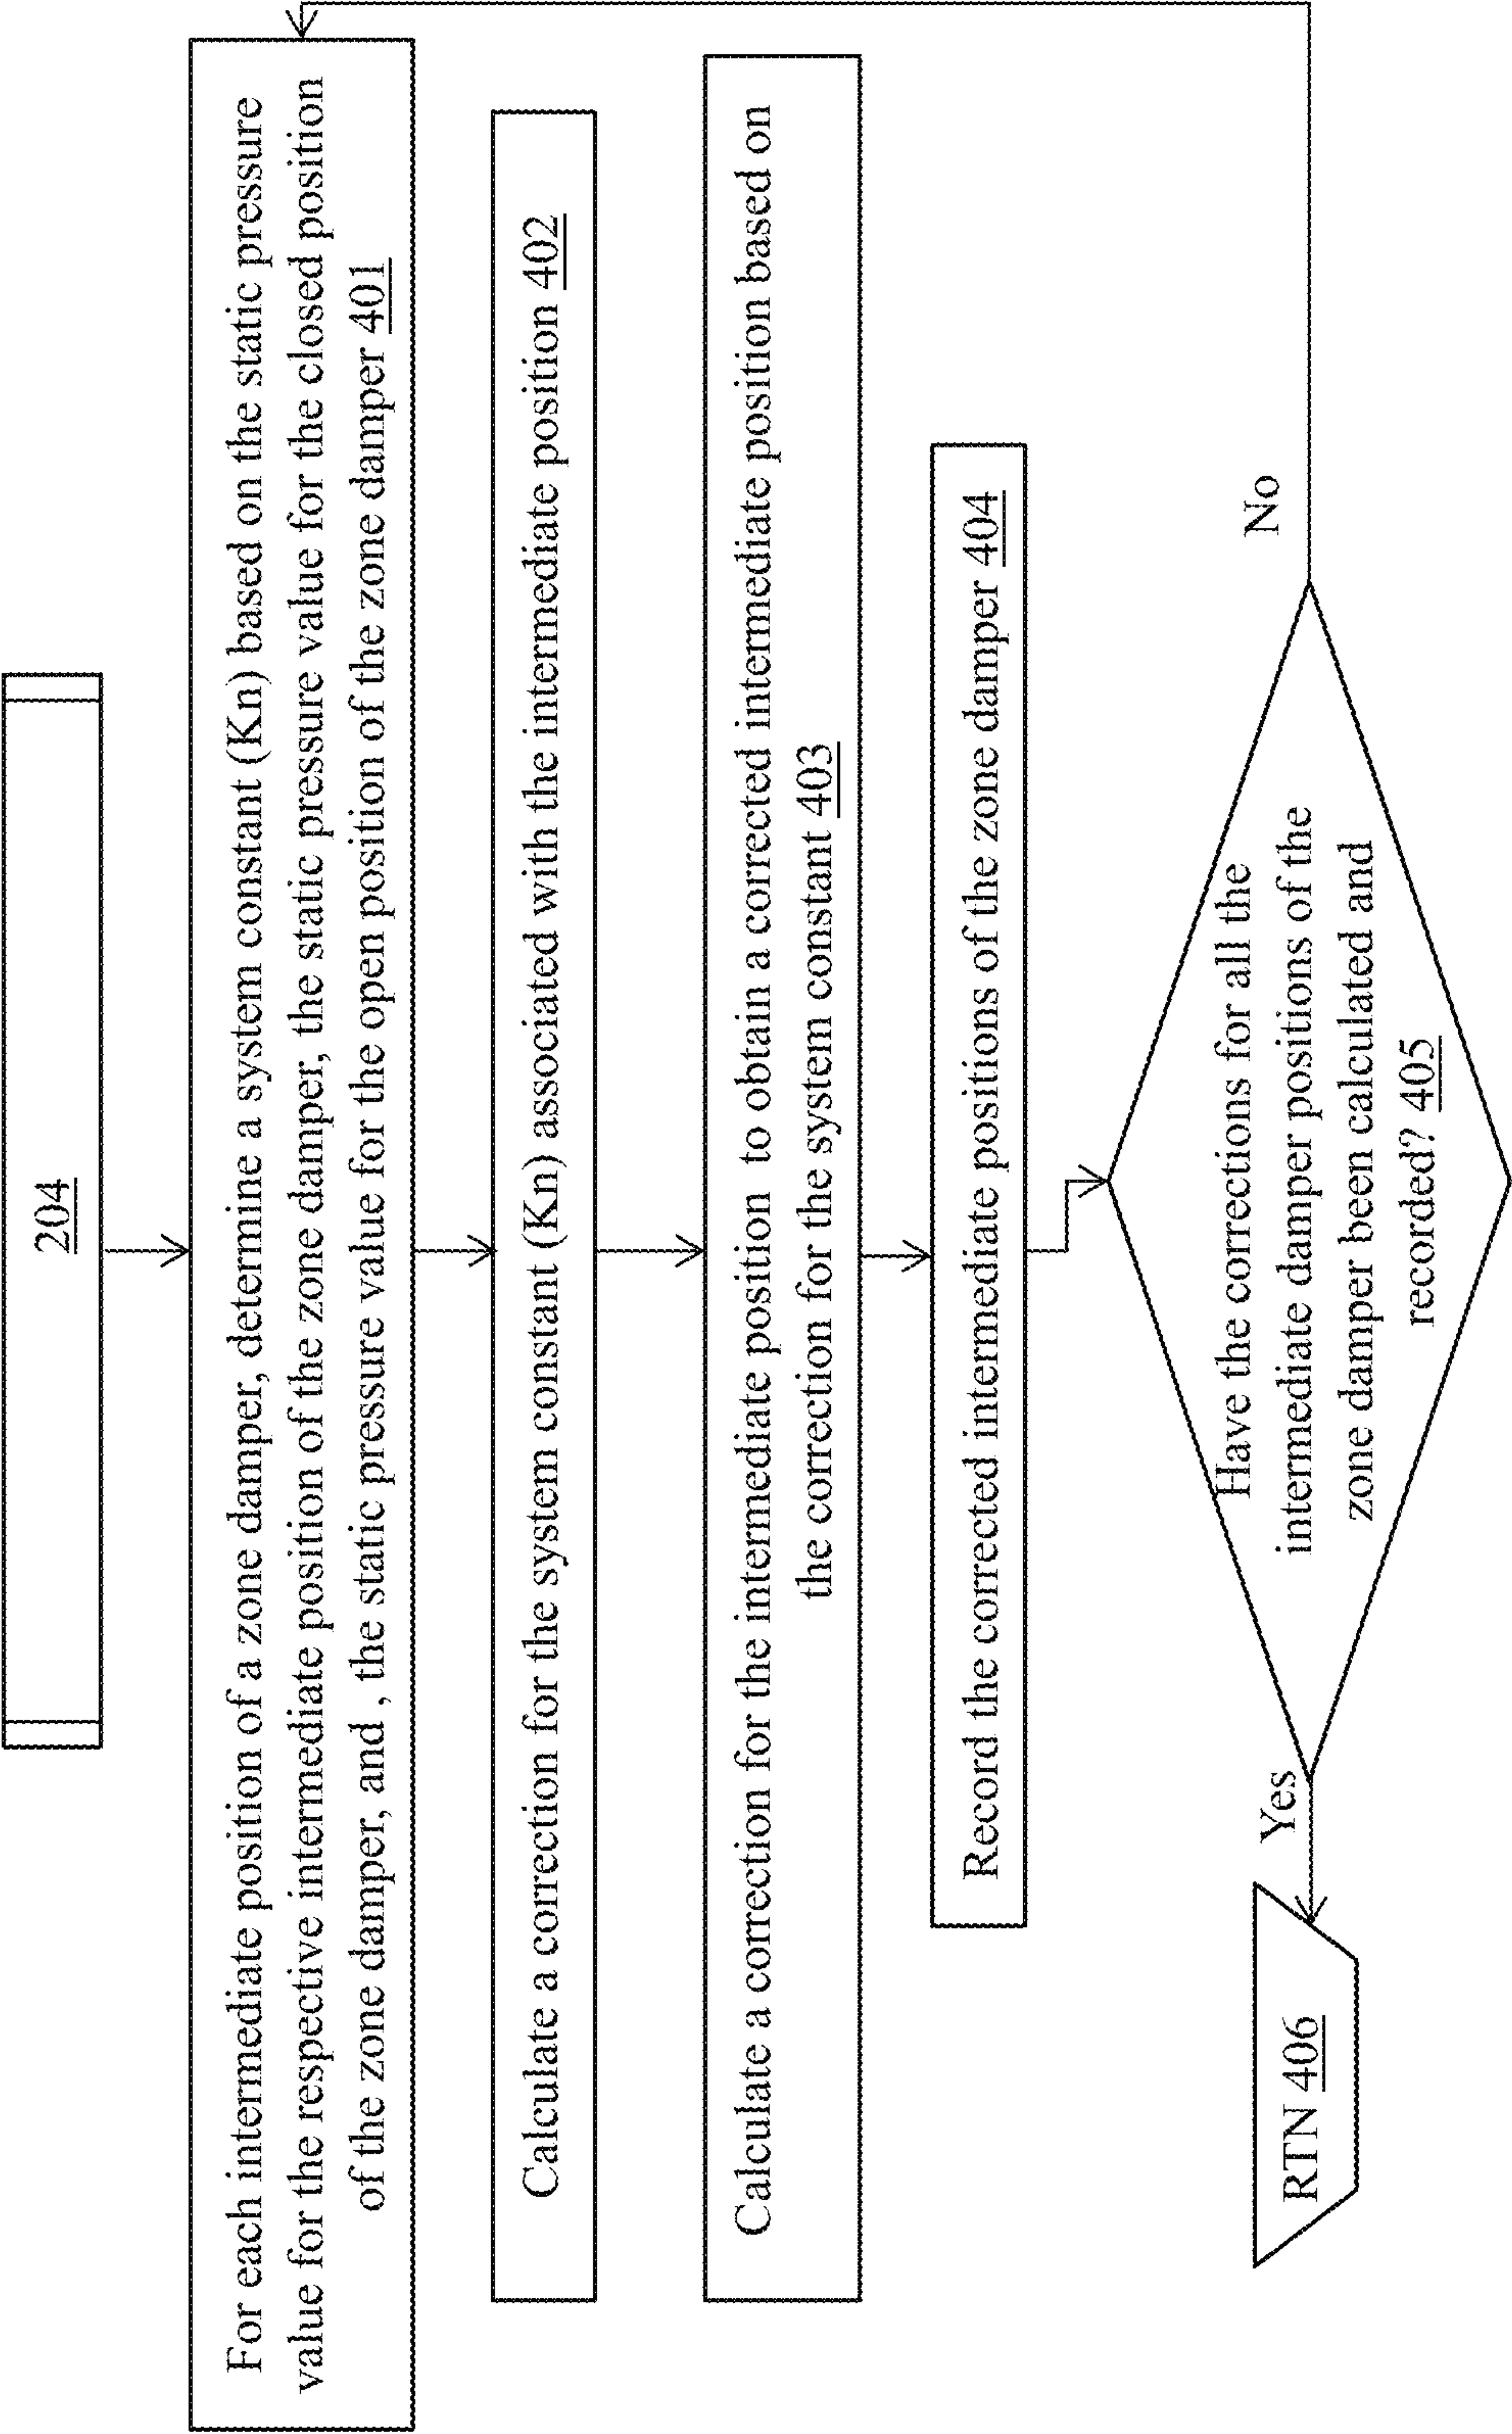 204
For each intermediate position of a zone damper, determine a system constant (Kn) based on the static pressure
value for the respective intermediate position of the zone damper, the static pressure value for the closed position
of the zone damper, and , the static pressure value for the open position of the zone damper 401
Calculate a correction for the system constant (Kn) associated with the intermediate position 402
Calculate a correction for the intermediate position to obtain a corrected intermediate position based on
the correction for the system constant 403
Record the corrected intermediate positions of the zone damper 404
Have the corrections for all the
intermediate damper positions of the
zone damper been calculated and
recorded? 405
No
Yes
RTN 406